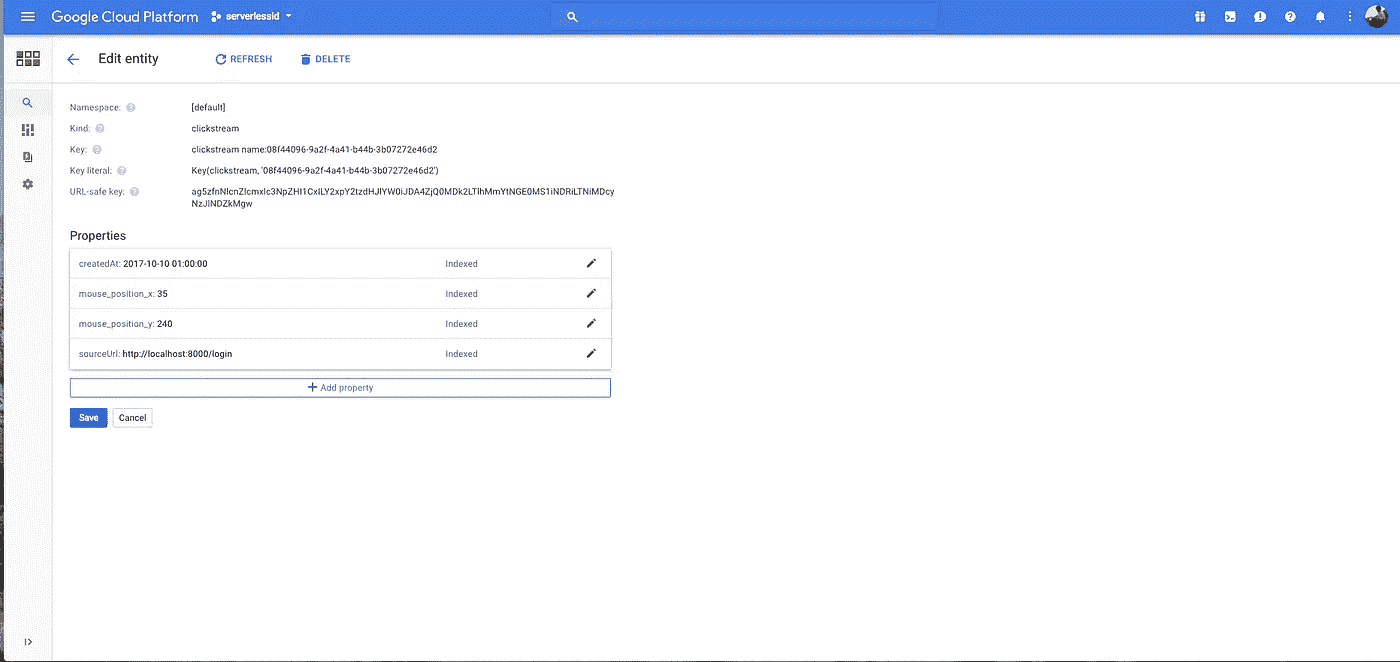 Google Cloud Platform serverlessid
Edit entity REFRESH DELETE
Namespace: [default]
Kind: clickstream
Key: clickstream name:08f44096-9a2f-4a41-b44b-3b07272e46d2
Key literal: Key(clickstream, '08f44096-9a2f-4a41-b44b-3b07272e46d2')
URL-safe key:
Properties
createdAt: 2017-10-10 01:00:00 Indexed
mouse_position_x: 35 Indexed
mouse_position_y: 240 Indexed
sourceUrl: http://localhost:8000/login Indexed
+ Add property
Save Cancel